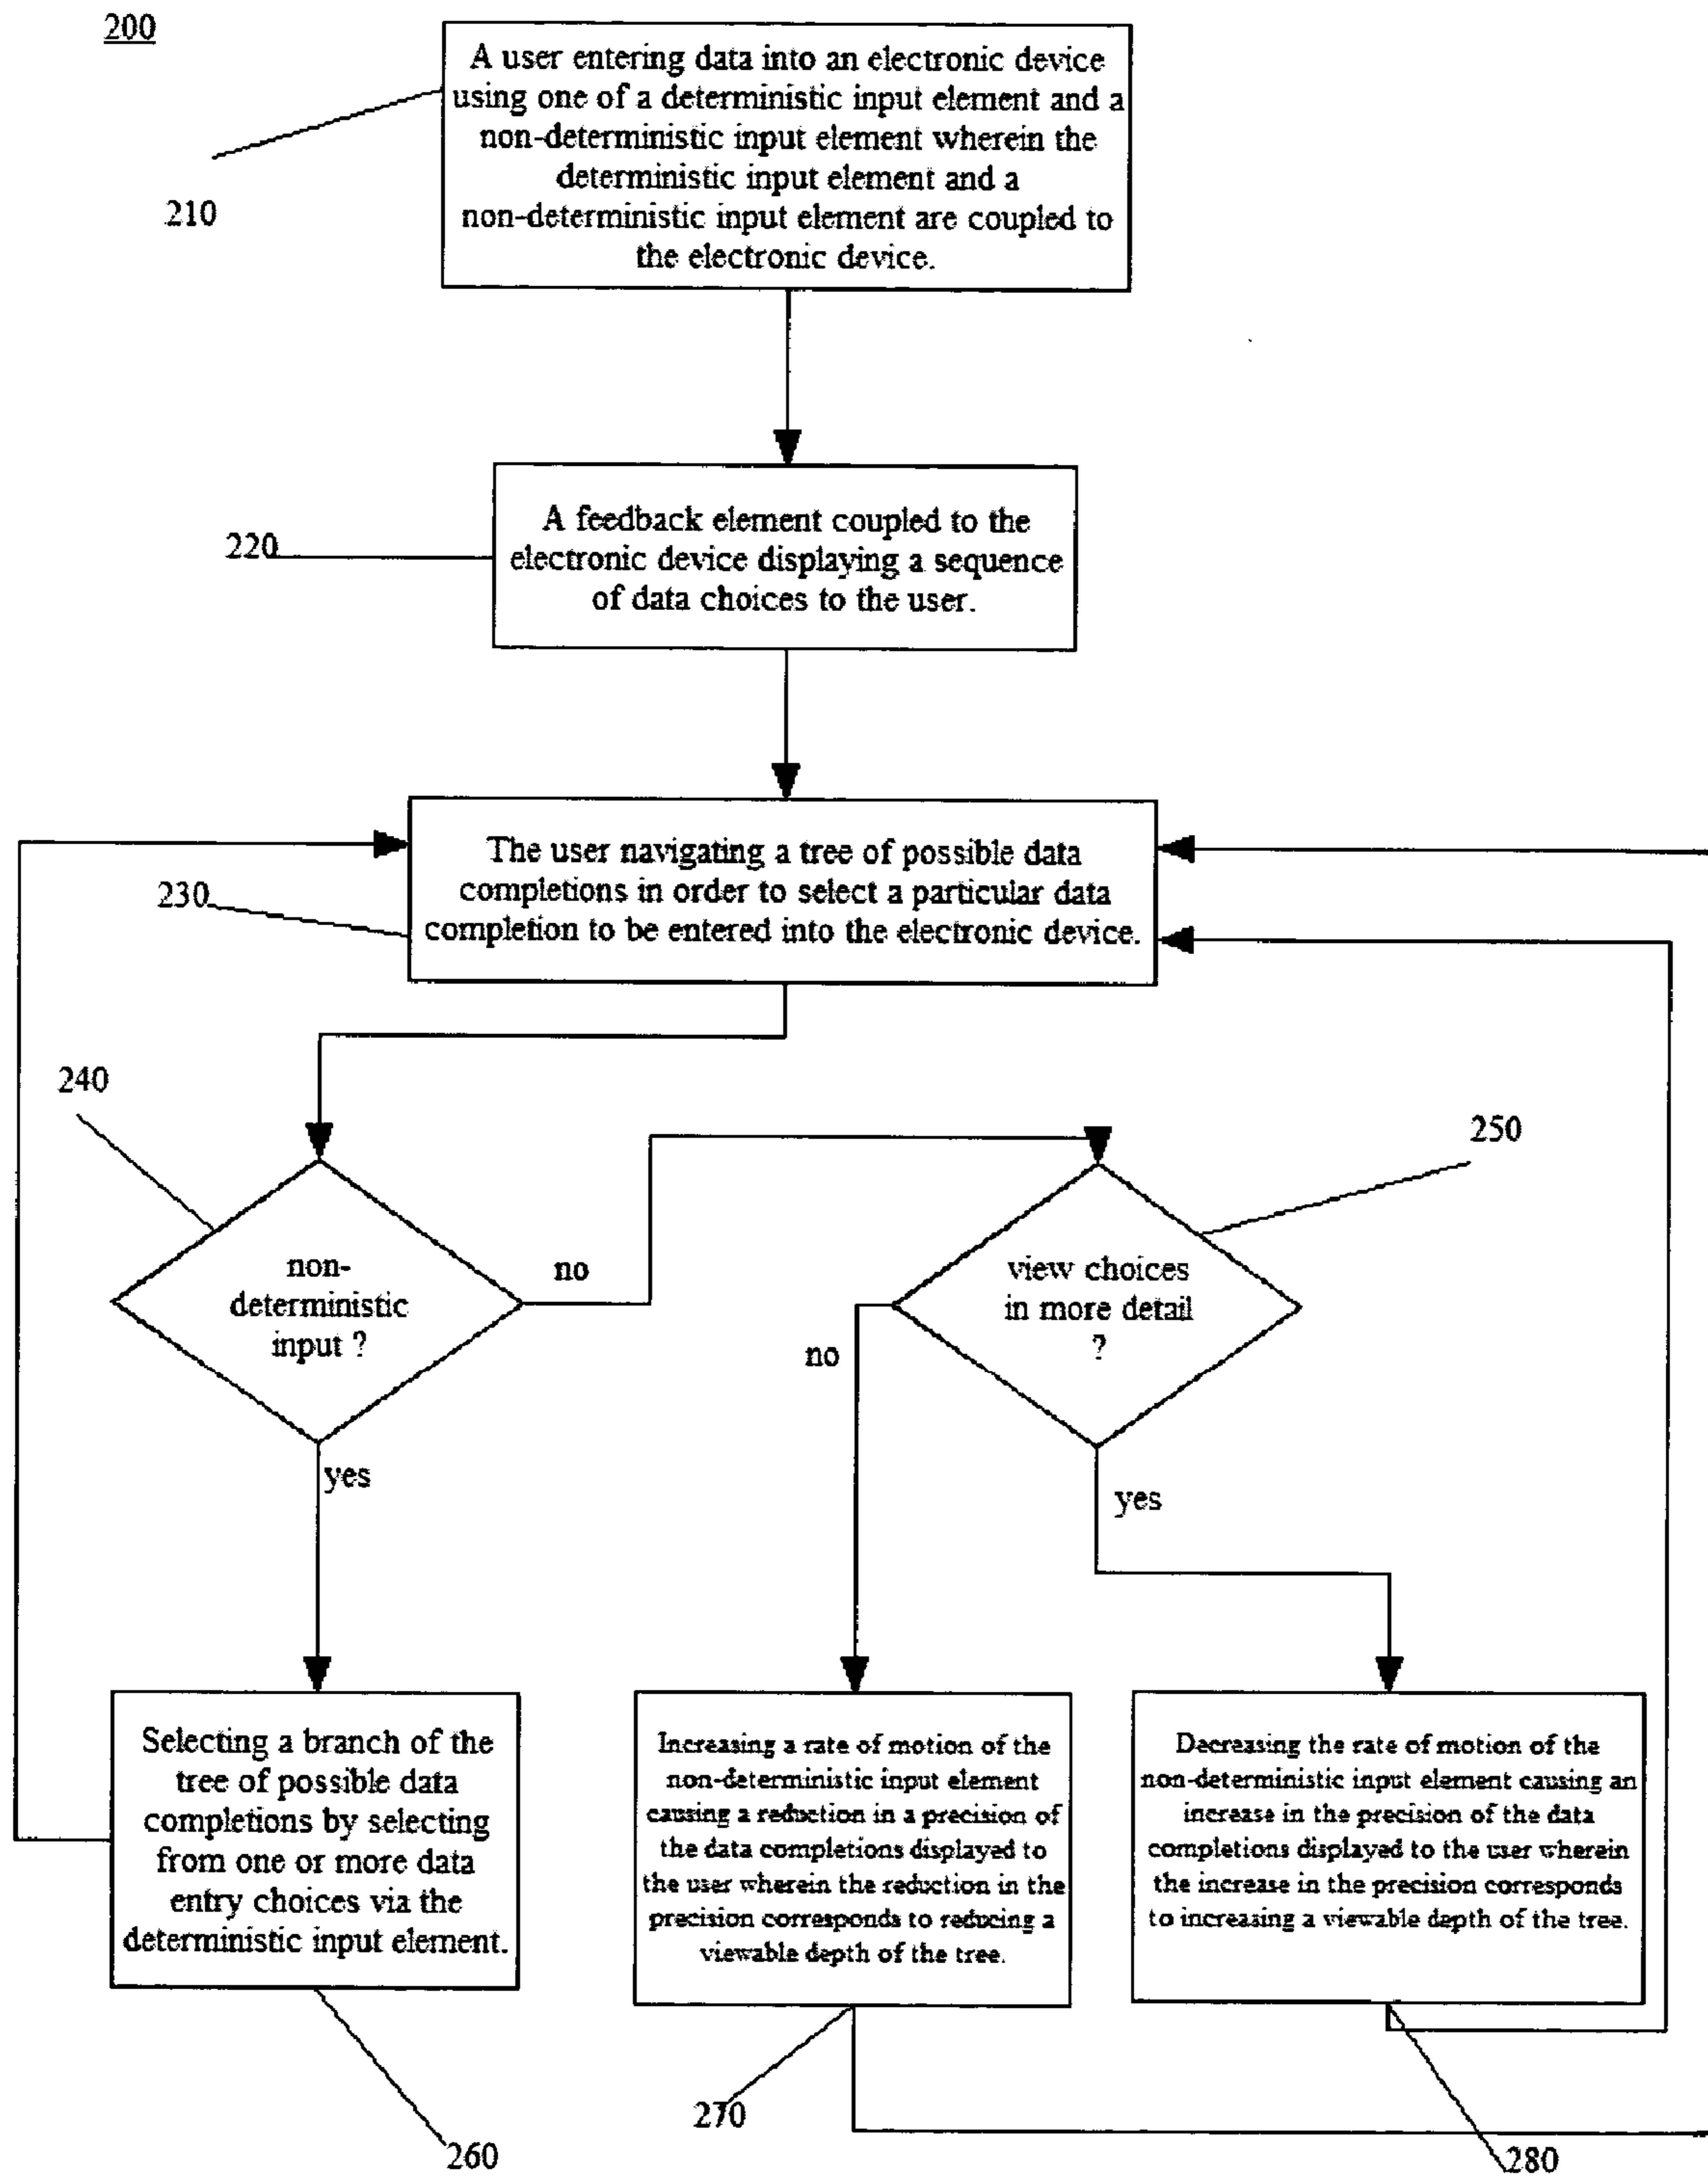 200
A user entering data into an electronic device
using one of a deterministic input element and a
non-deterministic input element wherein the
deterministic input element and a
non-deterministic input element are coupled to
the electronic device.
210
A feedback element coupled to the
electronic device displaying a sequence
of data choices to the user.
220
The user navigating a tree of possible data
completions in order to select a particular data
completion to be entered into the electronic device.
230
240
250
non-
deterministic
input ?
no
yes
view choices
in more detail
?
no
yes
Selecting a branch of the
tree of possible data
completions by selecting
from one or more data
entry choices via the
deterministic input element.
Increasing a rate of motion of the
non-deterministic input element
causing a reduction in a precision of
the data completions displayed to
the user wherein the reduction in the
precision corresponds to reducing a
viewable depth of the tree.
Decreasing the rate of motion of the
non-deterministic input element causing an
increase in the precision of the data
completions displayed to the user wherein
the increase in the precision corresponds
to increasing a viewable depth of the tree.
260
270
280